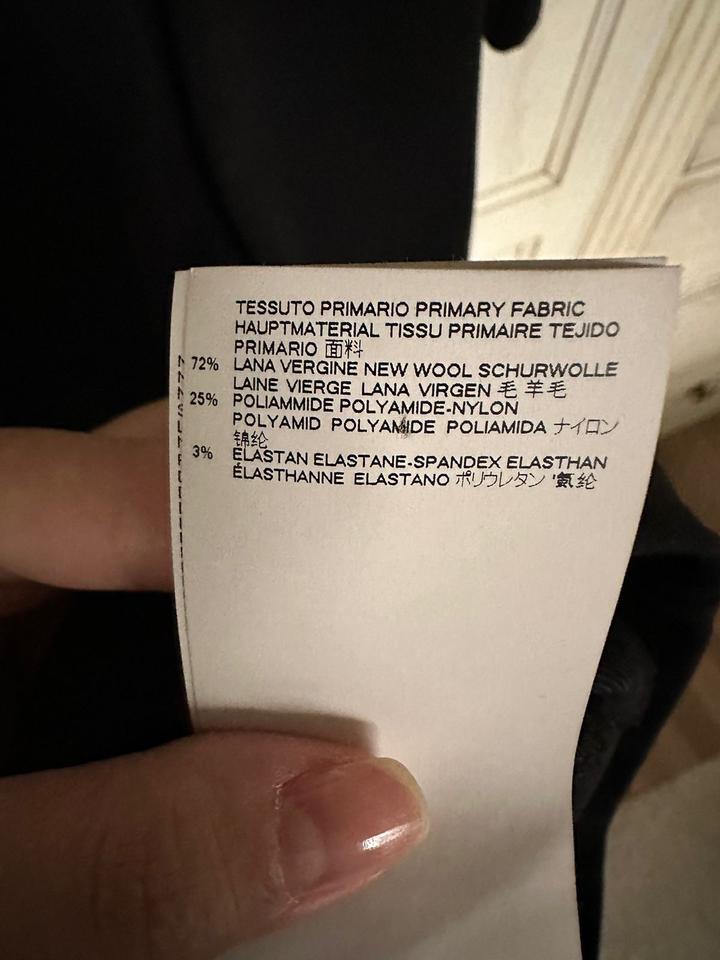 TESSUTO PRIMARIO PRIMARY FABRIC
HAUPTMATERIAL TISSU PRIMAIRE TEJIDO
PRIMARIO 面料
72% LANA VERGINE NEW WOOL SCHURWOLLE
LAINE VIERGE LANA VIRGEN 毛 羊毛
25% POLIAMMIDE POLYAMIDE-NYLON
POLYAMID POLYAMIDE POLIAMIDA ナイロン
锦纶
3% ELASTAN ELASTANE-SPANDEX ELASTHAN
ÉLASTHANNE ELASTANO ポリウレタン '氨纶